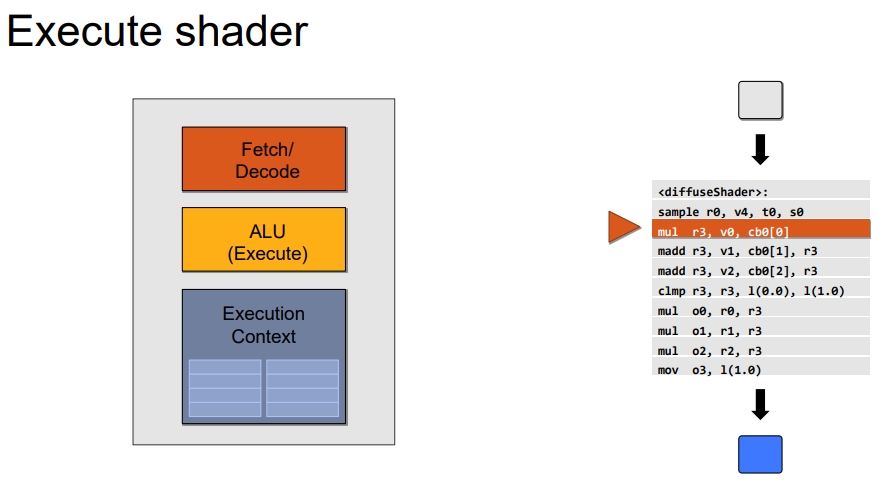 Execute shader
Fetch/
Decode
ALU
(Execute)
Execution
Context
<diffuseShader>:
sample r0, v4, t0, s0
mul  r3, v0, cb0[0]
madd r3, v1, cb0[1], r3
madd r3, v2, cb0[2], r3
clmp r3, r3, l(0.0), l(1.0)
mul  o0, r0, r3
mul  o1, r1, r3
mul  o2, r2, r3
mov  o3, l(1.0)